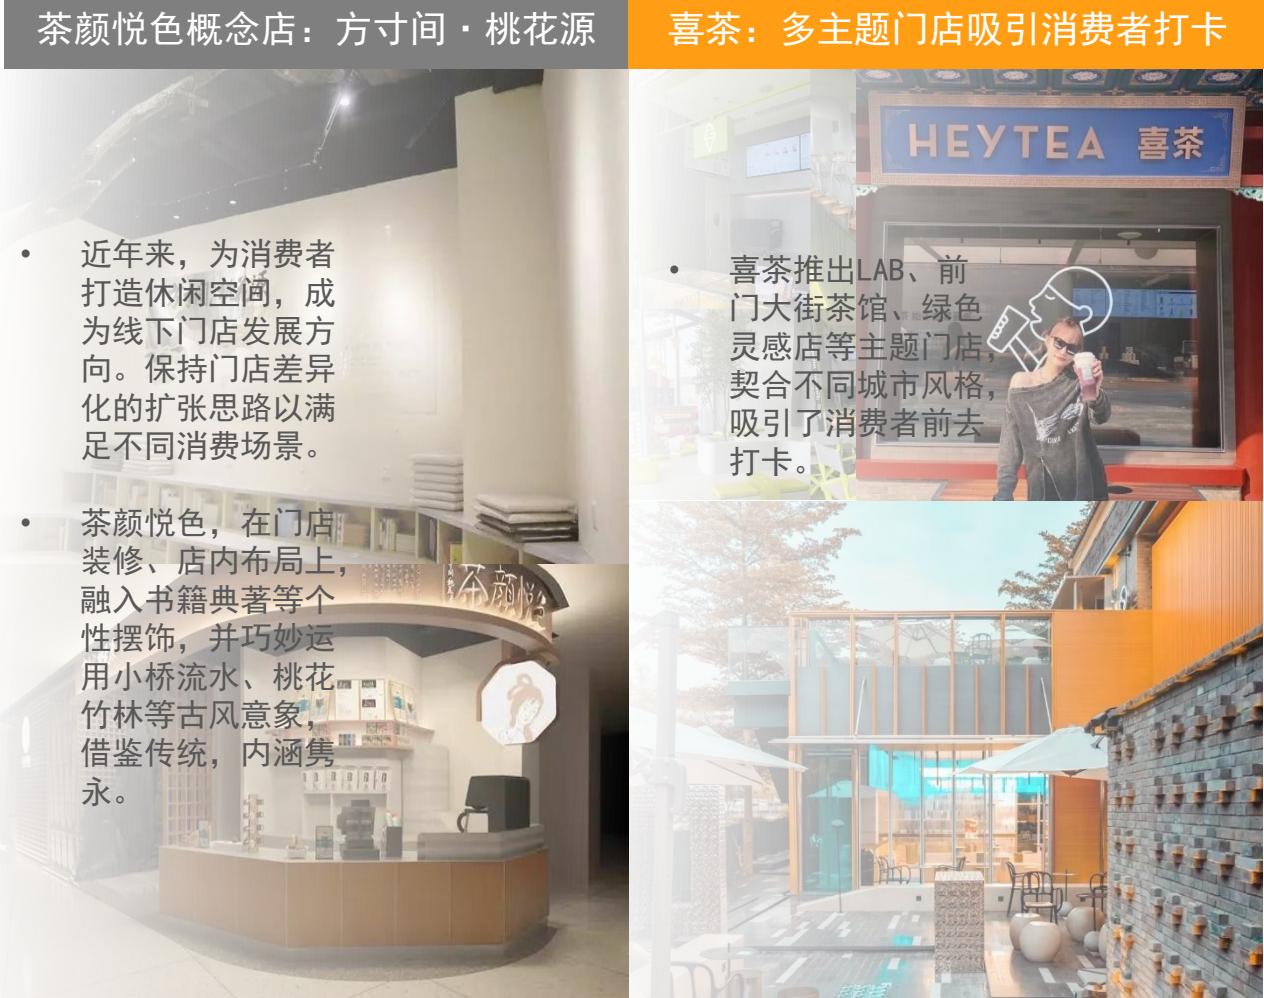 茶颜悦色概念店：方寸间·桃花源
• 近年来，为消费者
打造休闲空间，成
为线下门店发展方
向。保持门店差异
化的扩张思路以满
足不同消费场景。
• 茶颜悦色，在门店
装修、店内布局上，
融入书籍典著等个
性摆饰，并巧妙运
用小桥流水、桃花
竹林等古风意象，
借鉴传统，内涵隽
永。
茶颜悦色
喜茶：多主题门店吸引消费者打卡
HEYTEA 喜茶
• 喜茶推出LAB、前
门大街茶馆、绿色
灵感店等主题门店，
契合不同城市风格，
吸引了消费者前去
打卡。